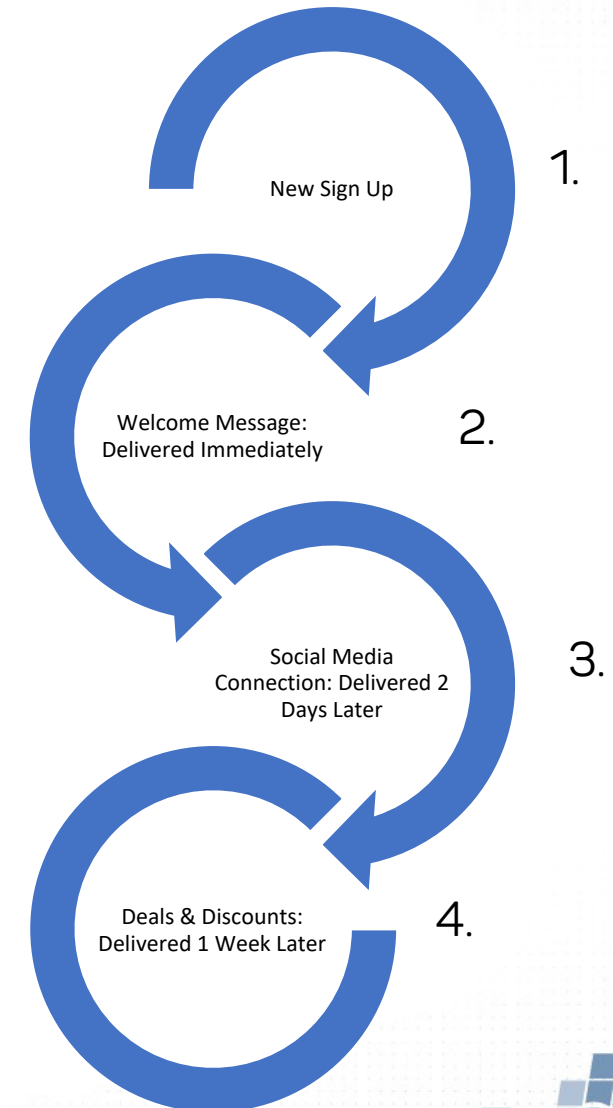 New Sign Up
1.
Welcome Message:
Delivered Immediately
2.
Social Media
Connection: Delivered 2
Days Later
3.
Deals & Discounts:
Delivered 1 Week Later
4.